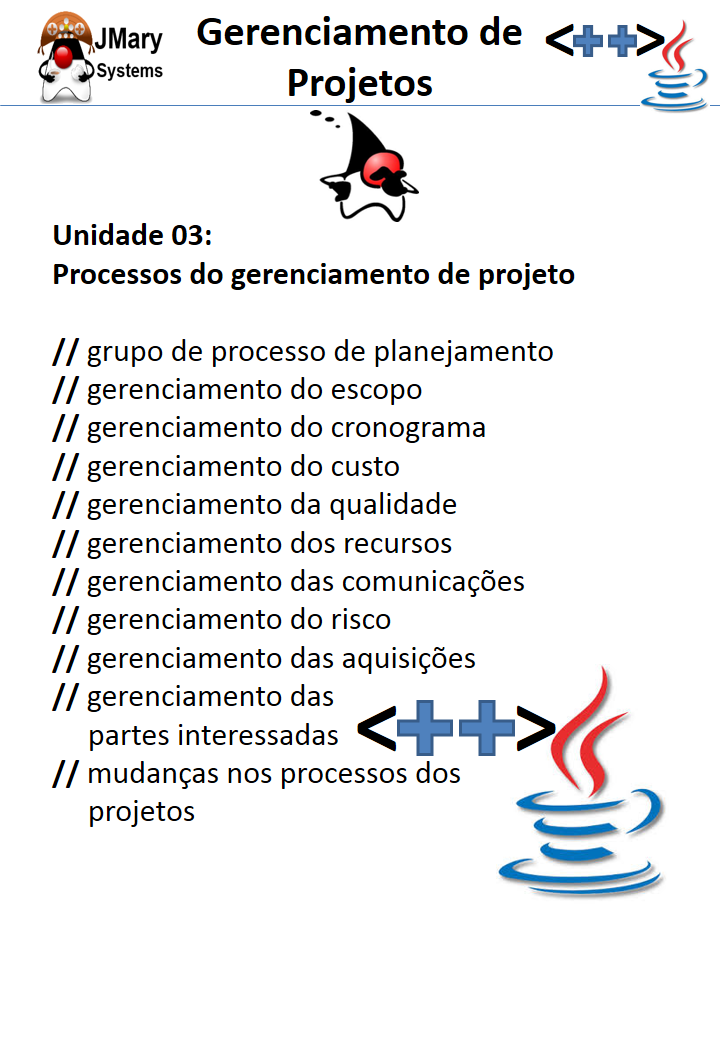 JMary
Systems
Gerenciamento de
Projetos
<++>
Unidade 03:
Processos do gerenciamento de projeto
// grupo de processo de planejamento
// gerenciamento do escopo
// gerenciamento do cronograma
// gerenciamento do custo
// gerenciamento da qualidade
// gerenciamento dos recursos
// gerenciamento das comunicações
// gerenciamento do risco
// gerenciamento das aquisições
// gerenciamento das
partes interessadas
<++>
// mudanças nos processos dos
projetos